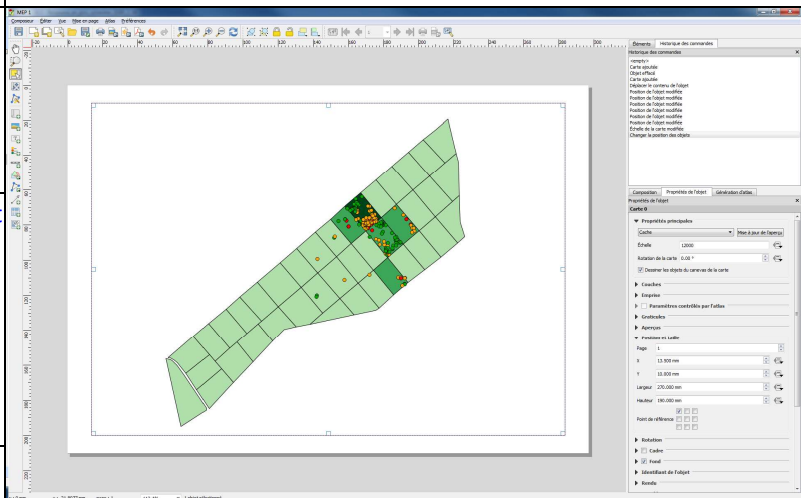 MEP 1
Composeur Éditer Vue Mise en page Atlas Préférences
Éléments Historique des commandes
Historique des commandes
<empty>
Carte ajoutée
Objet effacé
Carte ajoutée
Déplacer le contenu de l'objet
Position de l'objet modifiée
Position de l'objet modifiée
Position de l'objet modifiée
Position de l'objet modifiée
Position de l'objet modifiée
Position de l'objet modifiée
Échelle de la carte modifiée
Changer la position des objets
Composition Propriétés de l'objet Génération d'atlas
Propriétés de l'objet
Carte 0
Propriétés principales
Cache Mise à jour de l'aperçu
Échelle 12000
Rotation de la carte 0.00 °
Dessiner les objets du canevas de la carte
Couches
Emprise
Paramètres contrôlés par l'atlas
Graticules
Aperçus
Position et taille
Page 1
X 13.500 mm
Y 10.000 mm
Largeur 270.000 mm
Hauteur 190.000 mm
Point de référence
Rotation
Cadre
Fond
Identifiant de l'objet
Rendu